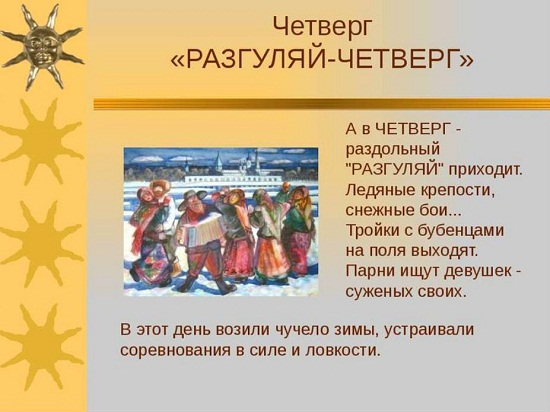 Четверг
«РАЗГУЛЯЙ-ЧЕТВЕРГ»
А в ЧЕТВЕРГ -
раздольный
"РАЗГУЛЯЙ" приходит.
Ледяные крепости,
снежные бои...
Тройки с бубенцами
на поля выходят.
Парни ищут девушек -
суженых своих.
В этот день возили чучело зимы, устраивали
соревнования в силе и ловкости.